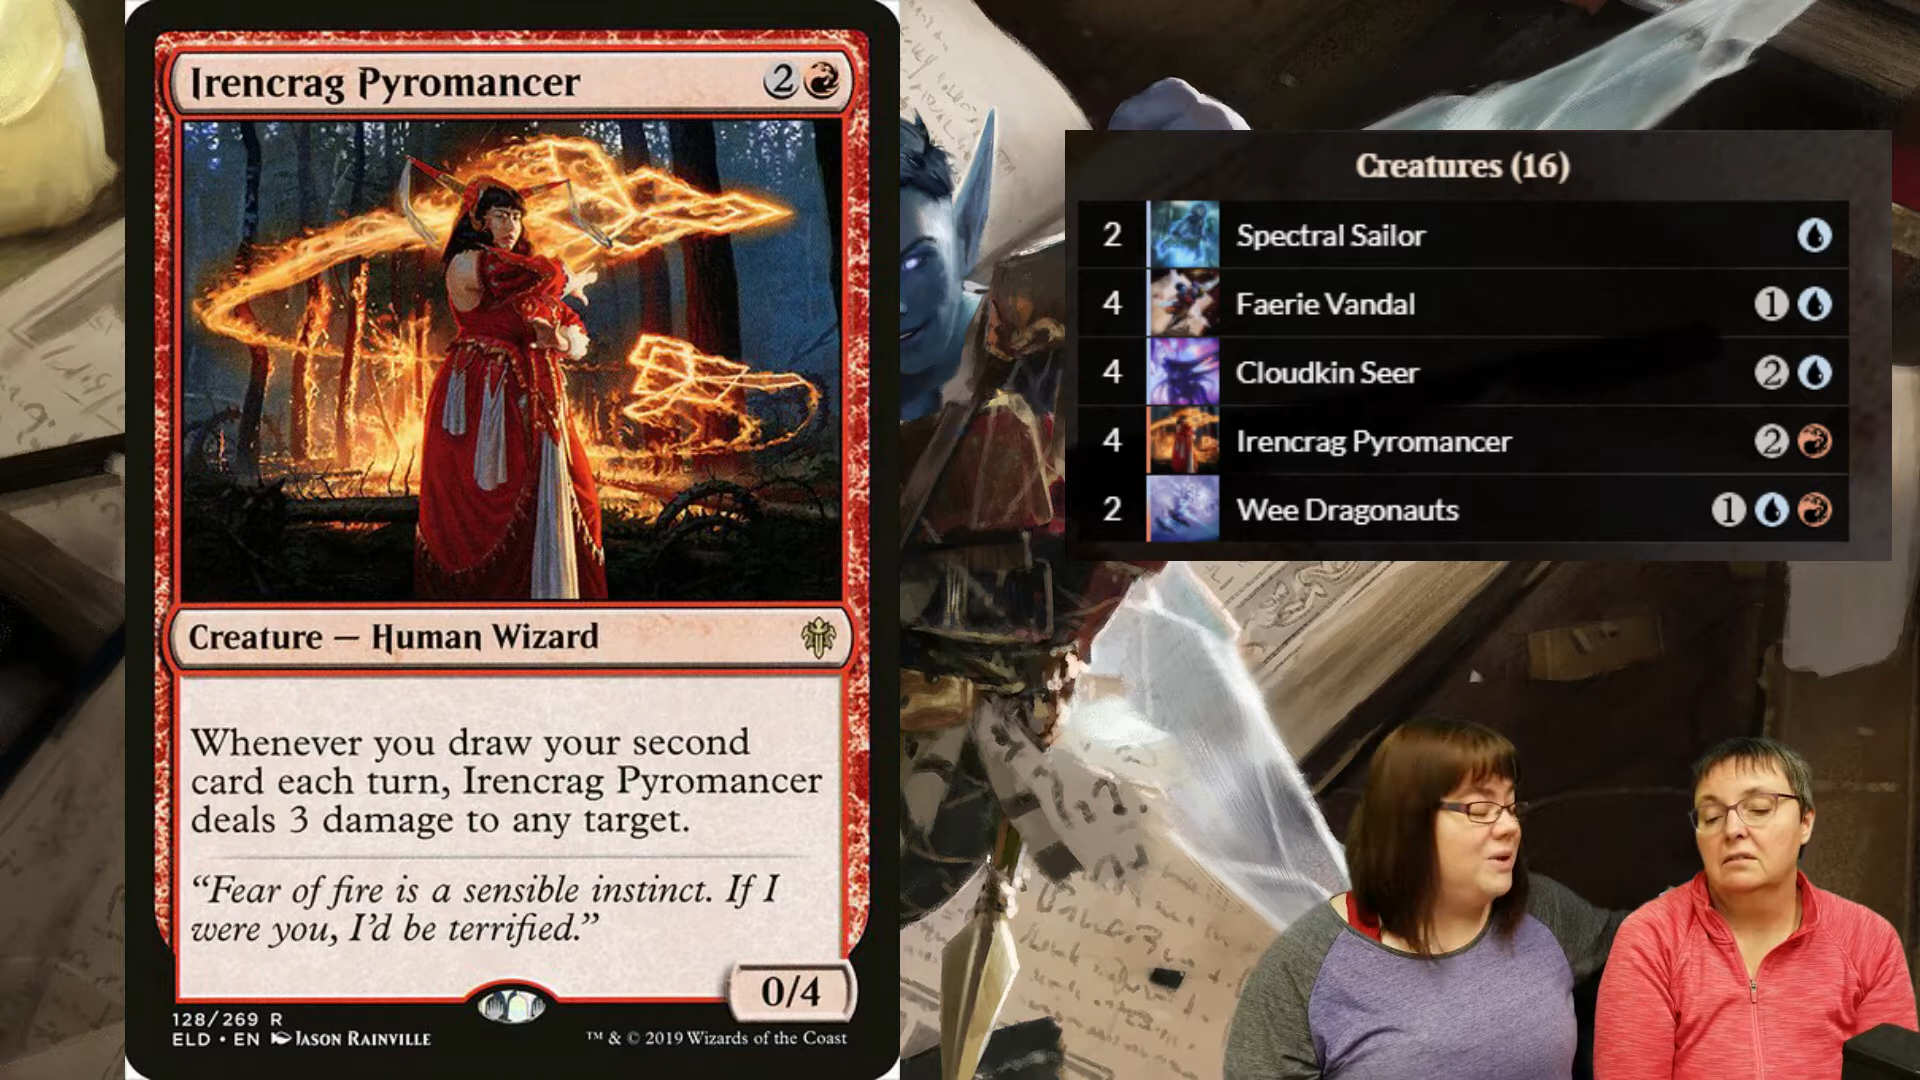 Irencrag Pyromancer
2
Creature — Human Wizard
Whenever you draw your second
card each turn, Irencrag Pyromancer
deals 3 damage to any target.
“Fear of fire is a sensible instinct. If I
were you, I’d be terrified.”
0/4
128/269 R
ELD • EN JASON RAINVILLE
™ & © 2019 Wizards of the Coast
Creatures (16)
2 Spectral Sailor
4 Faerie Vandal 1
4 Cloudkin Seer 2
4 Irencrag Pyromancer 2
2 Wee Dragonauts 1